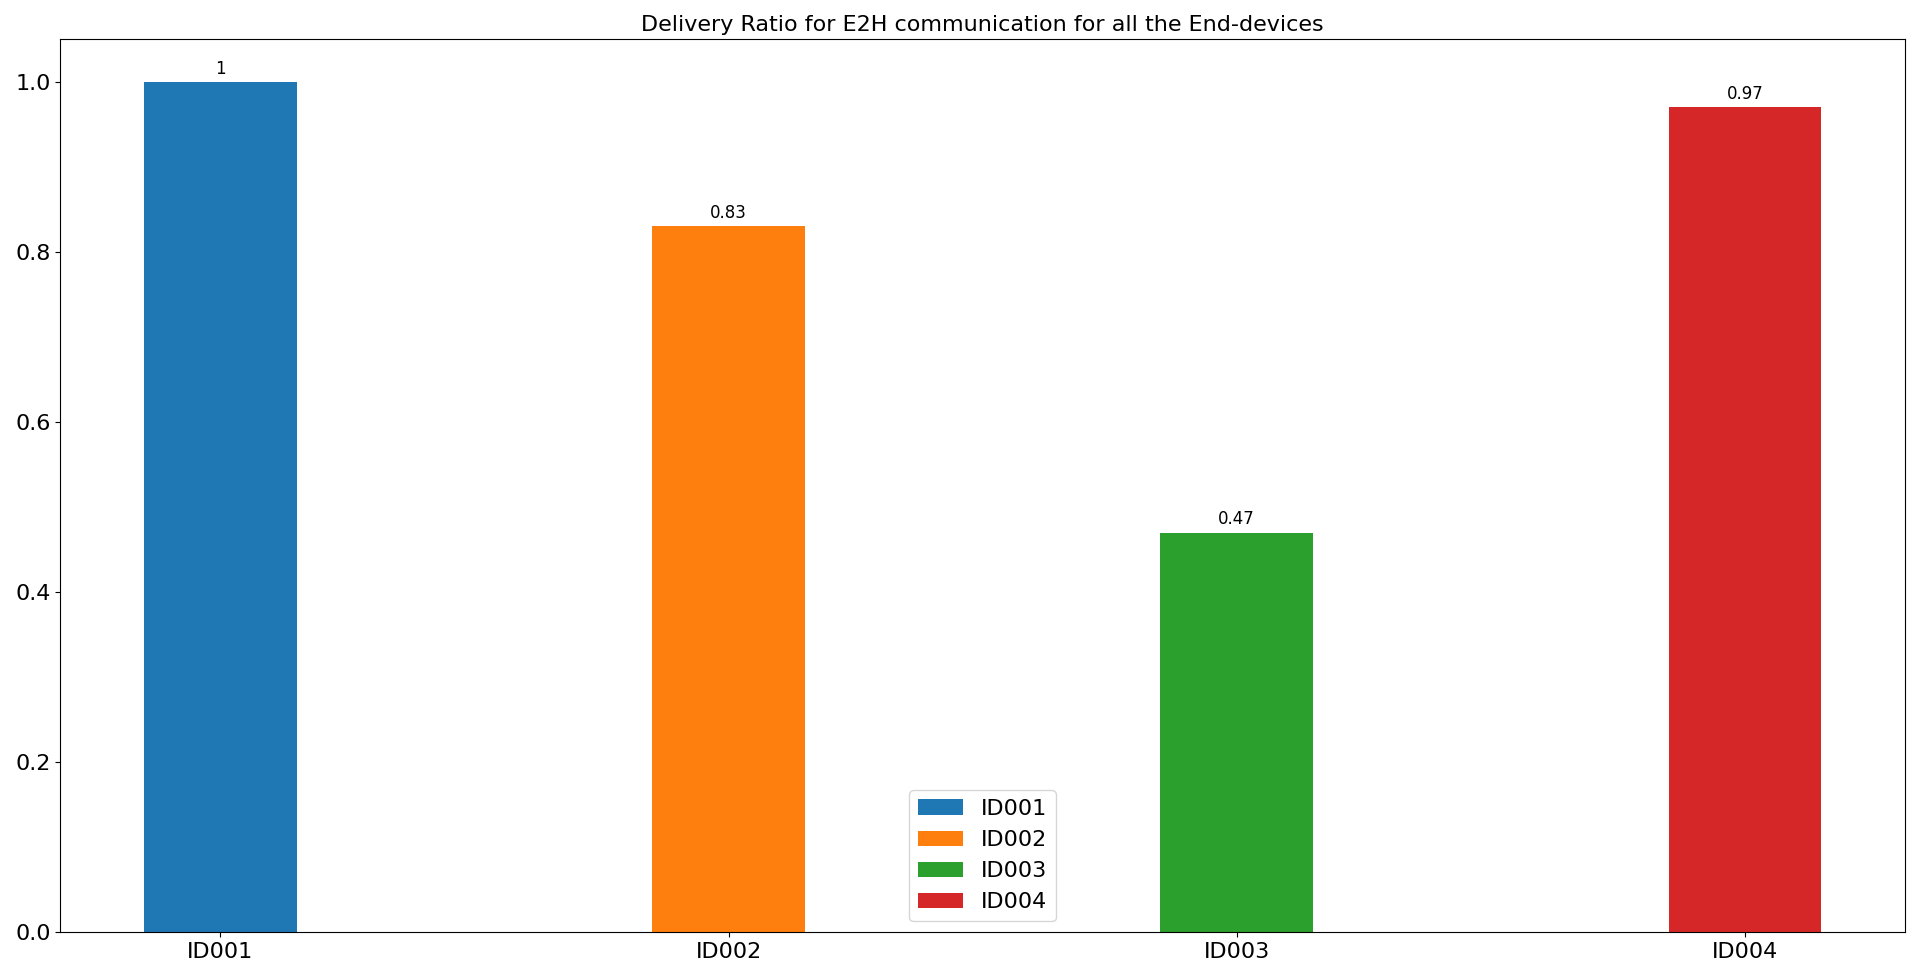 Delivery Ratio for E2H communication for all the End-devices
1
0.97
0.83
0.47
1.0
0.8
0.6
0.4
0.2
0.0
ID001
ID002
ID003
ID004
ID001 ID002 ID003 ID004